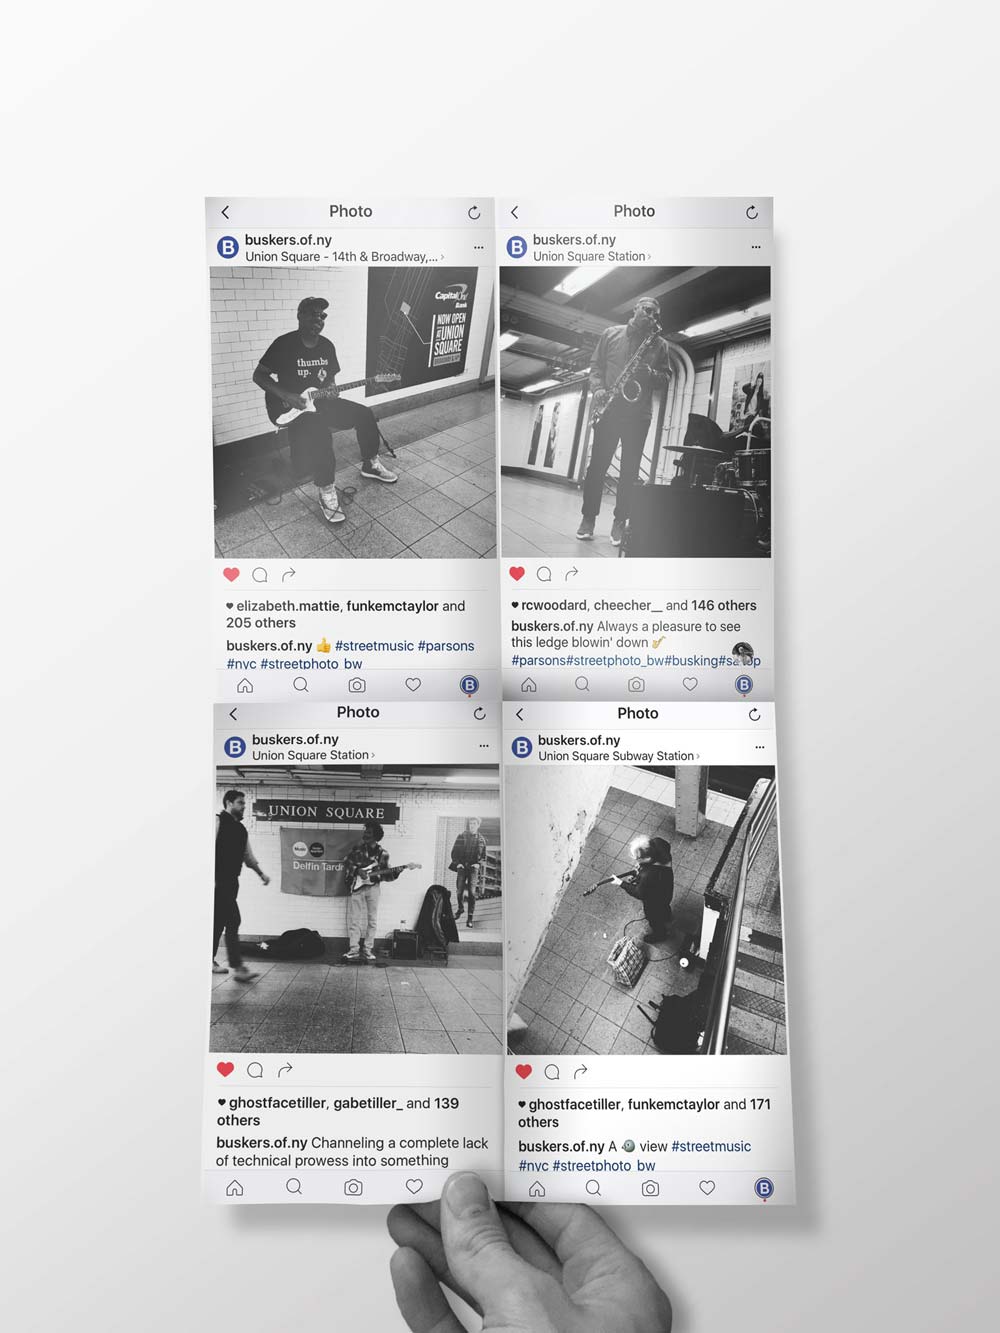 Photo
B buskers.of.ny
Union Square - 14th & Broadway,...
Capital One
Bank
NOW OPEN
at UNION
SQUARE
thumbs
up.
elizabeth.mattie, funkemctaylor and
205 others
buskers.of.ny 👍 #streetmusic #parsons
#nyc #streetphoto_bw
B
Photo
B buskers.of.ny
Union Square Station
rcwoodard, cheecher__ and 146 others
buskers.of.ny Always a pleasure to see
this ledge blowin' down 🎷
#parsons#streetphoto_bw#busking
B
Photo
B buskers.of.ny
Union Square Station
UNION SQUARE
Music
Delfin Tardi
ghostfacetiller, gabetiller_ and 139
others
buskers.of.ny Channeling a complete lack
of technical prowess into something
Photo
B buskers.of.ny
Union Square Subway Station
ghostfacetiller, funkemctaylor and 171
others
buskers.of.ny A view #streetmusic
#nyc #streetphoto_bw
B